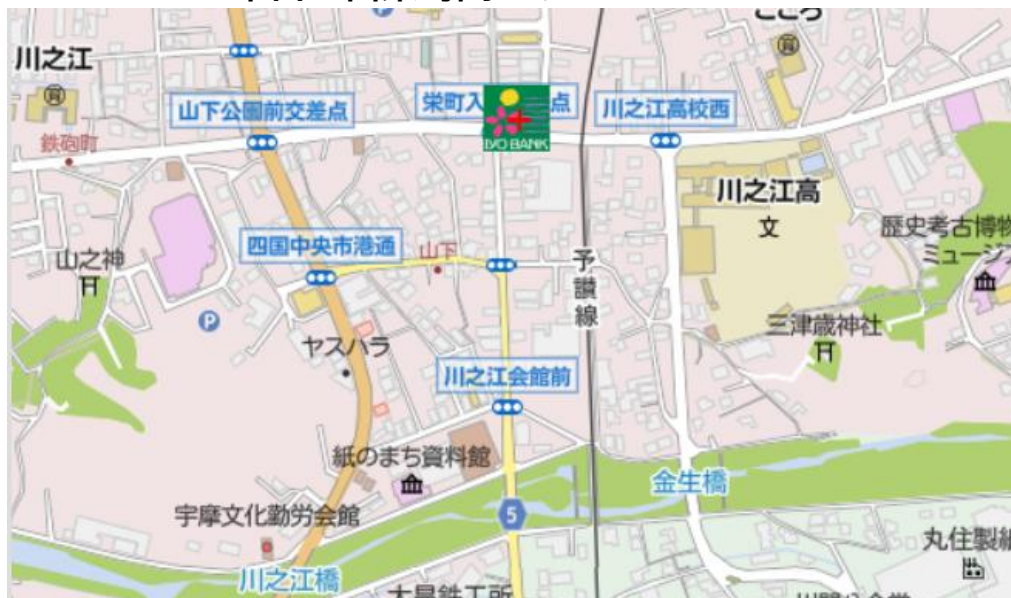 こころ
川之江
山下公園前交差点
栄町入
点
川之江高校西
IYO BANK
鉄砲町
川之江高
文
歴史考古博物
ミュージア
四国中央市港通
山下
山之神
予讃線
P
三津歳神社
ヤスハラ
川之江会館前
紙のまち資料館
金生橋
5
宇摩文化勤労会館
丸住製紙
川之江橋